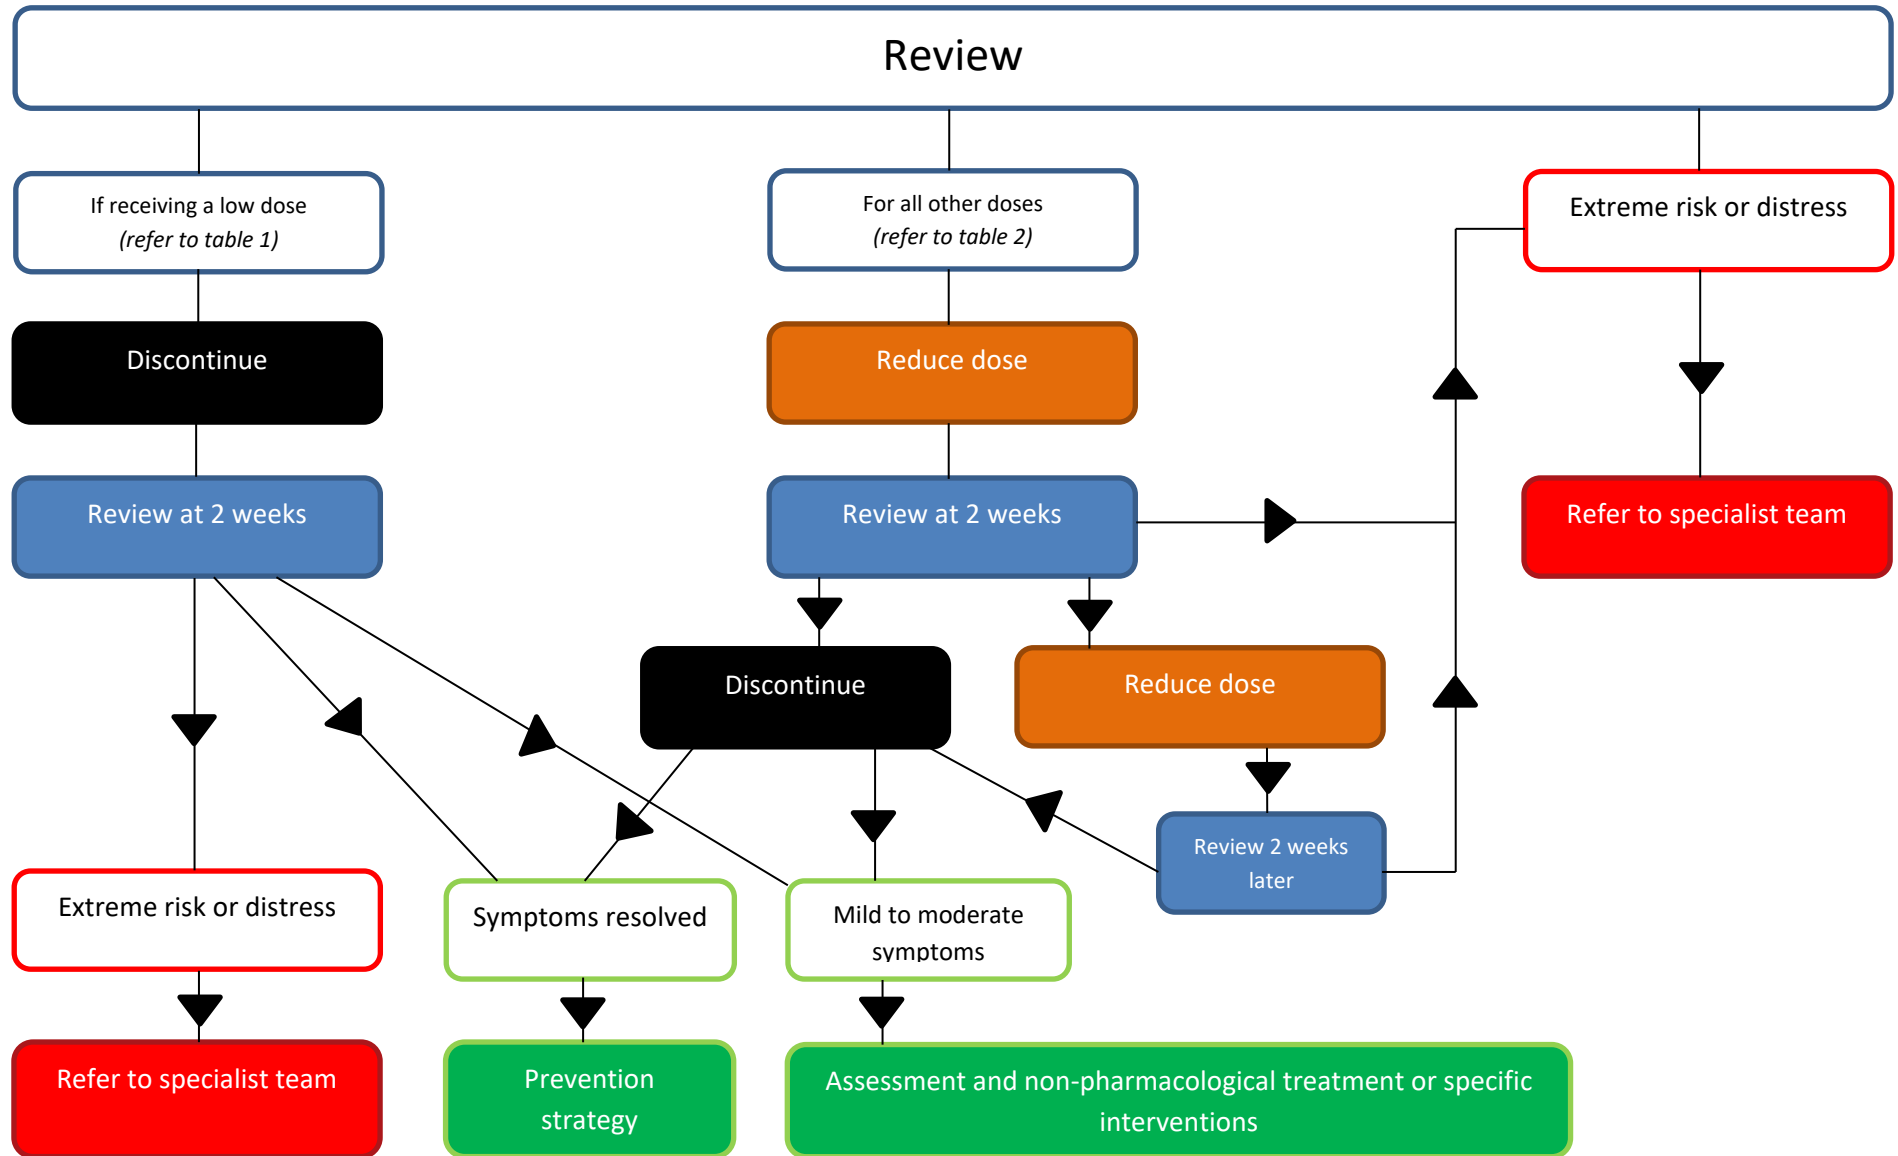 Review
If receiving a low dose
(refer to table 1)
For all other doses
(refer to table 2)
Extreme risk or distress
Discontinue
Reduce dose
Review at 2 weeks
Review at 2 weeks
Refer to specialist team
Discontinue
Reduce dose
Review 2 weeks
later
Extreme risk or distress
Symptoms resolved
Mild to moderate
symptoms
Refer to specialist team
Prevention
strategy
Assessment and non-pharmacological treatment or specific
interventions